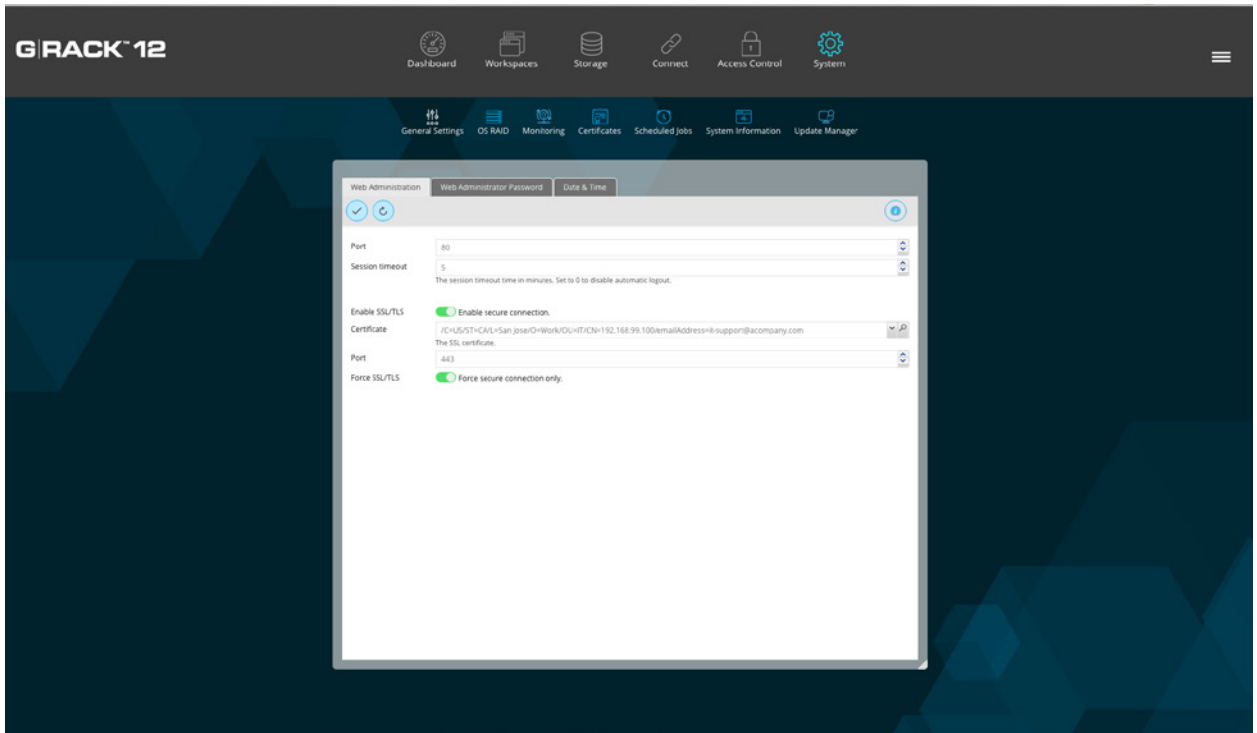 G|RACK™ 12
Dashboard Workspaces Storage Connect Access Control System
General Settings OS RAID Monitoring Certificates Scheduled Jobs System Information Update Manager
Web Administration Web Administrator Password Date & Time
Port 80
Session timeout 5
The session timeout time in minutes. Set to 0 to disable automatic logout.
Enable SSL/TLS Enable secure connection.
Certificate /C=US/ST=CA/L=San Jose/O=Work/OU=IT/CN=192.168.99.100/emailAddress=it-support@acompany.com
The SSL certificate.
Port 443
Force SSL/TLS Force secure connection only.